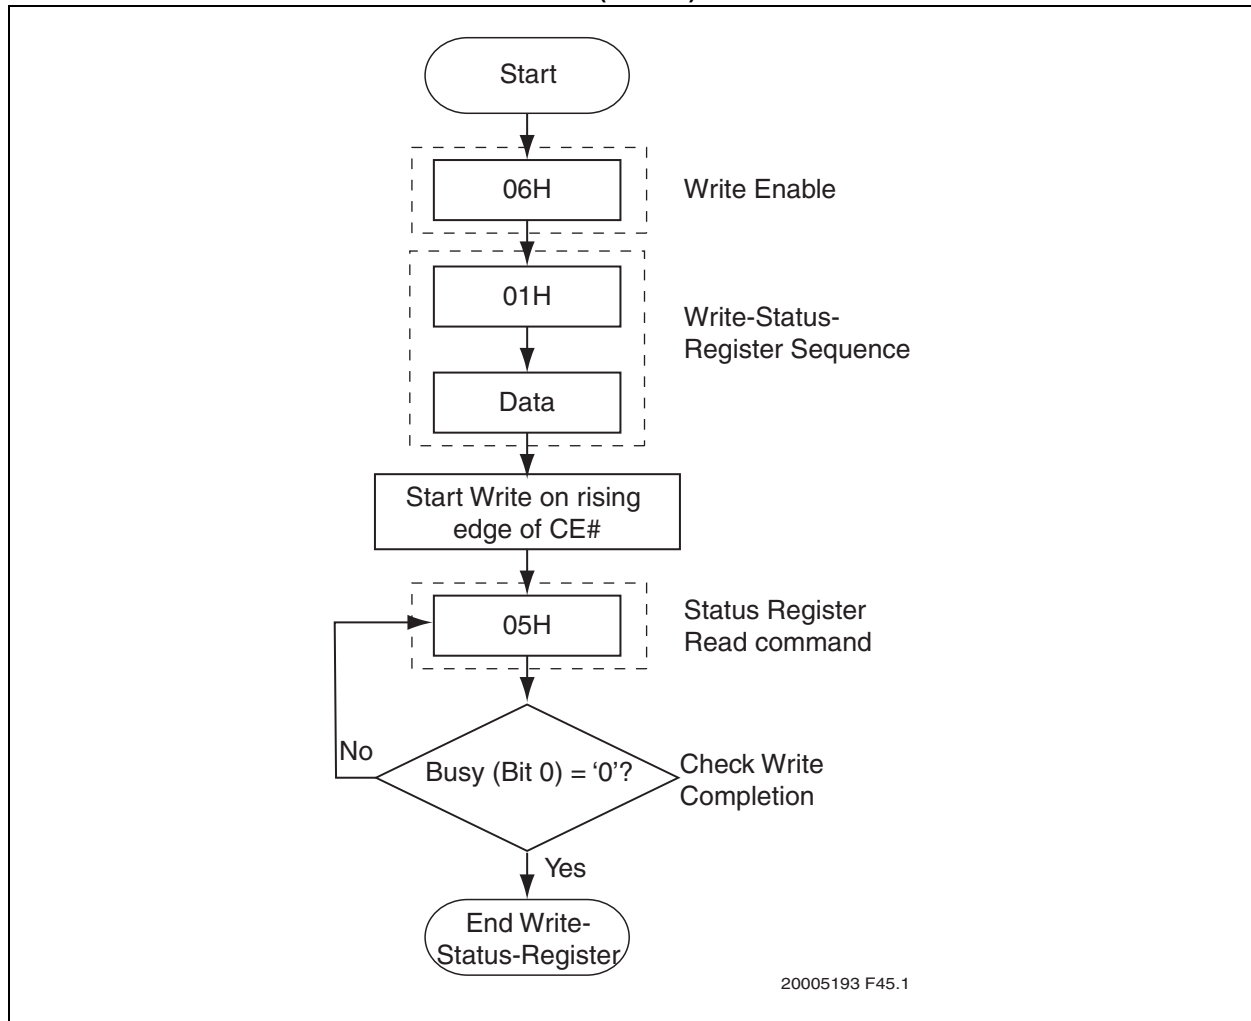 Start
06H
Write Enable
01H
Write-Status-
Register Sequence
Data
Start Write on rising
edge of CE#
05H
Status Register
Read command
No
Busy (Bit 0) = ‘0’?
Check Write
Completion
Yes
End Write-
Status-Register
20005193 F45.1